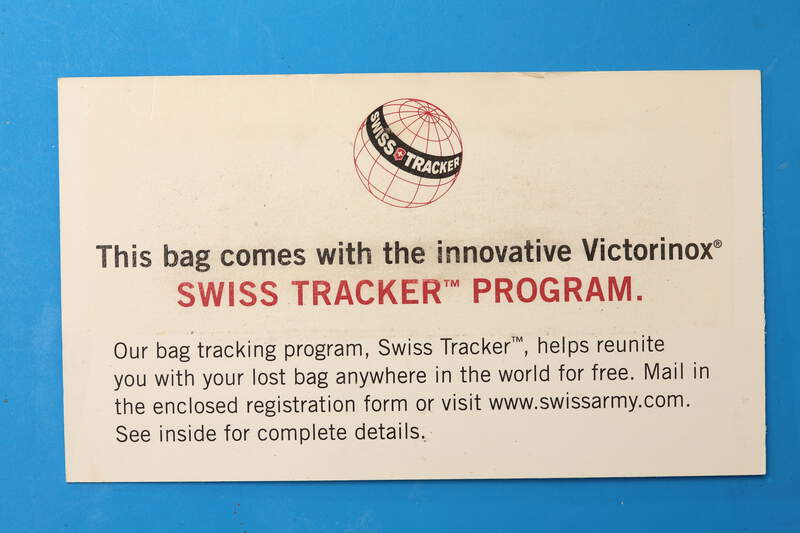 SWISS TRACKER
This bag comes with the innovative Victorinox®
SWISS TRACKER™ PROGRAM.
Our bag tracking program, Swiss Tracker™, helps reunite
you with your lost bag anywhere in the world for free. Mail in
the enclosed registration form or visit www.swissarmy.com.
See inside for complete details.